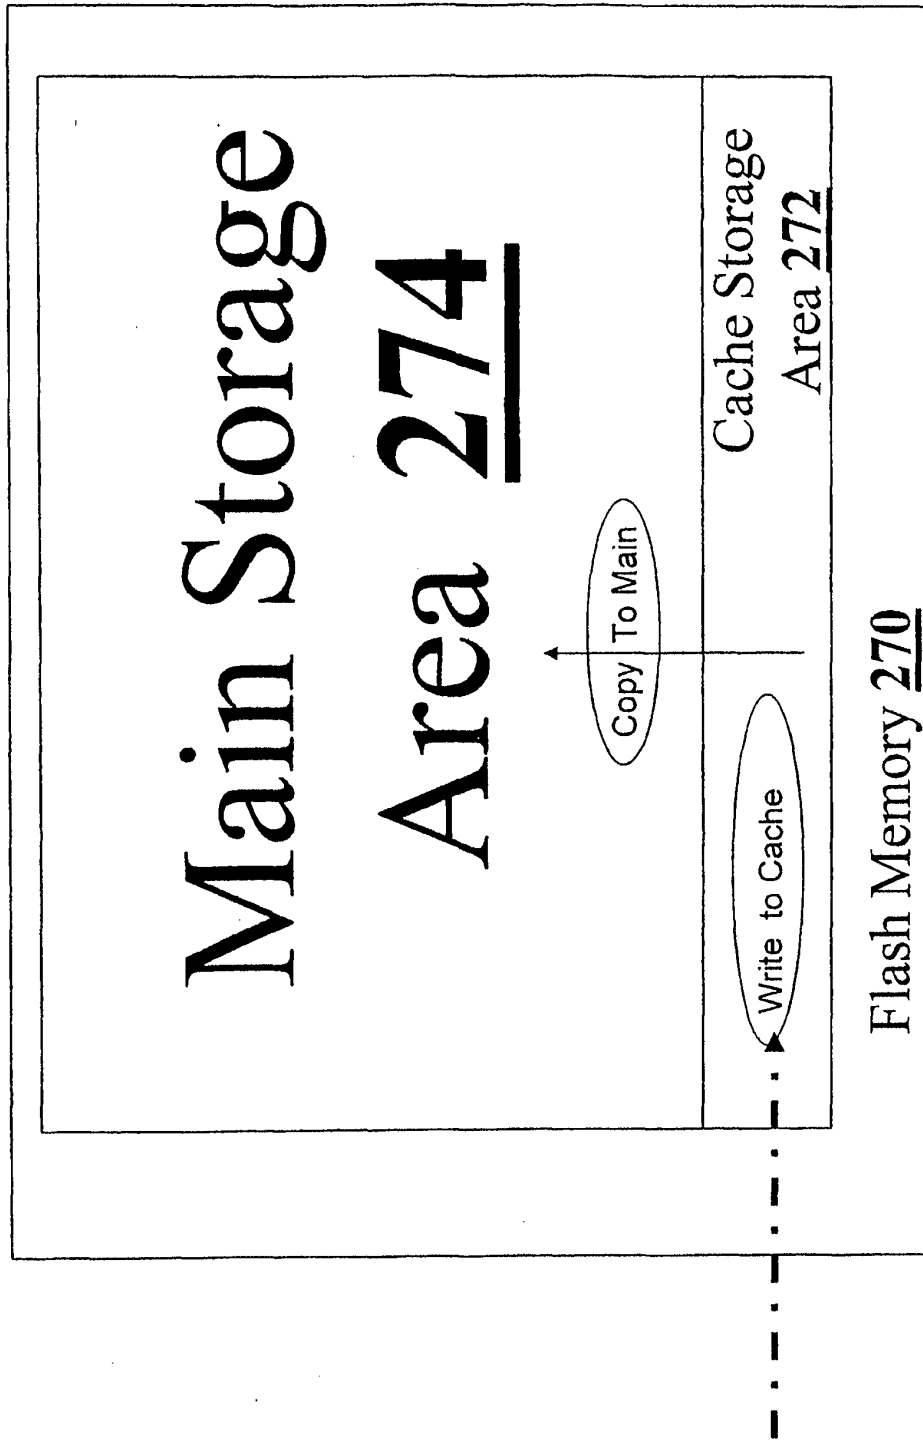 Main Storage
Area 274
Copy To Main
Cache Storage
Area 272
Write to Cache
Flash Memory 270